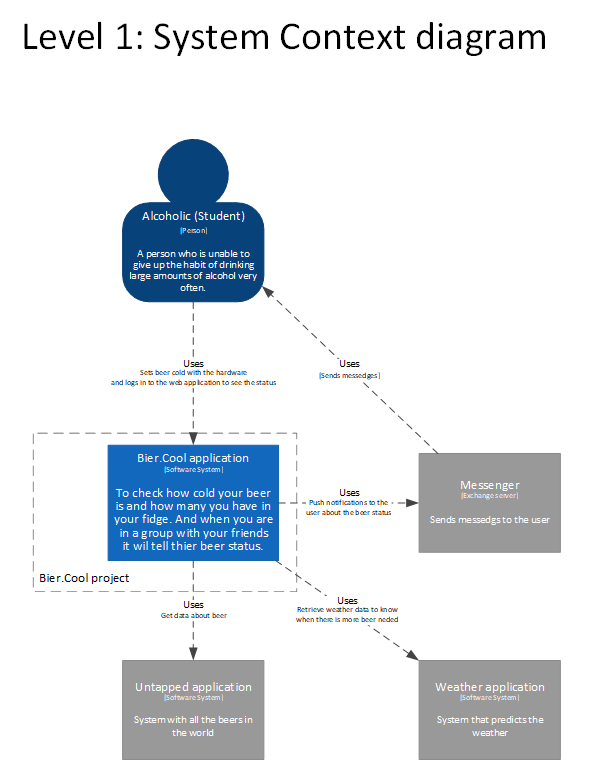 Level 1: System Context diagram
Alcoholic (Student)
[Person]
A person who is unable to
give up the habit of drinking
large amounts of alcohol very
often.
Uses
Sets beer cold with the hardware
and logs in to the web application to see the status
Uses
[Sends messedges]
Bier.Cool application
[Software System]
To check how cold your beer
is and how many you have in
your fidge. And when you are
in a group with your friends
it wil tell thier beer status.
Bier.Cool project
Uses
Push notifications to the
user about the beer status
Messenger
[Exchange server]
Sends messedgs to the user
Uses
Get data about beer
Uses
Retrieve weather data to know
when there is more beer neded
Untapped application
[Software System]
System with all the beers in
the world
Weather application
[Software System]
System that predicts the
weather